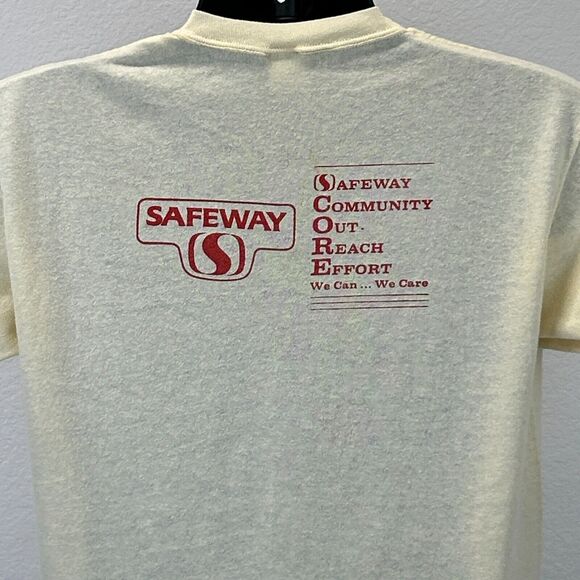 SAFEWAY
S
SAFEWAY
COMMUNITY
OUT-
REACH
EFFORT
We Can ... We Care